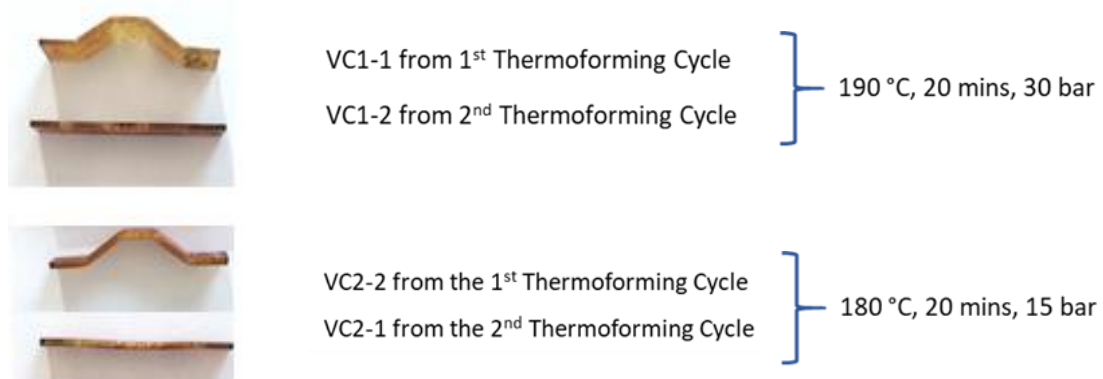 VC1-1 from 1st Thermoforming Cycle
VC1-2 from 2nd Thermoforming Cycle
190 °C, 20 mins, 30 bar
VC2-2 from the 1st Thermoforming Cycle
VC2-1 from the 2nd Thermoforming Cycle
180 °C, 20 mins, 15 bar